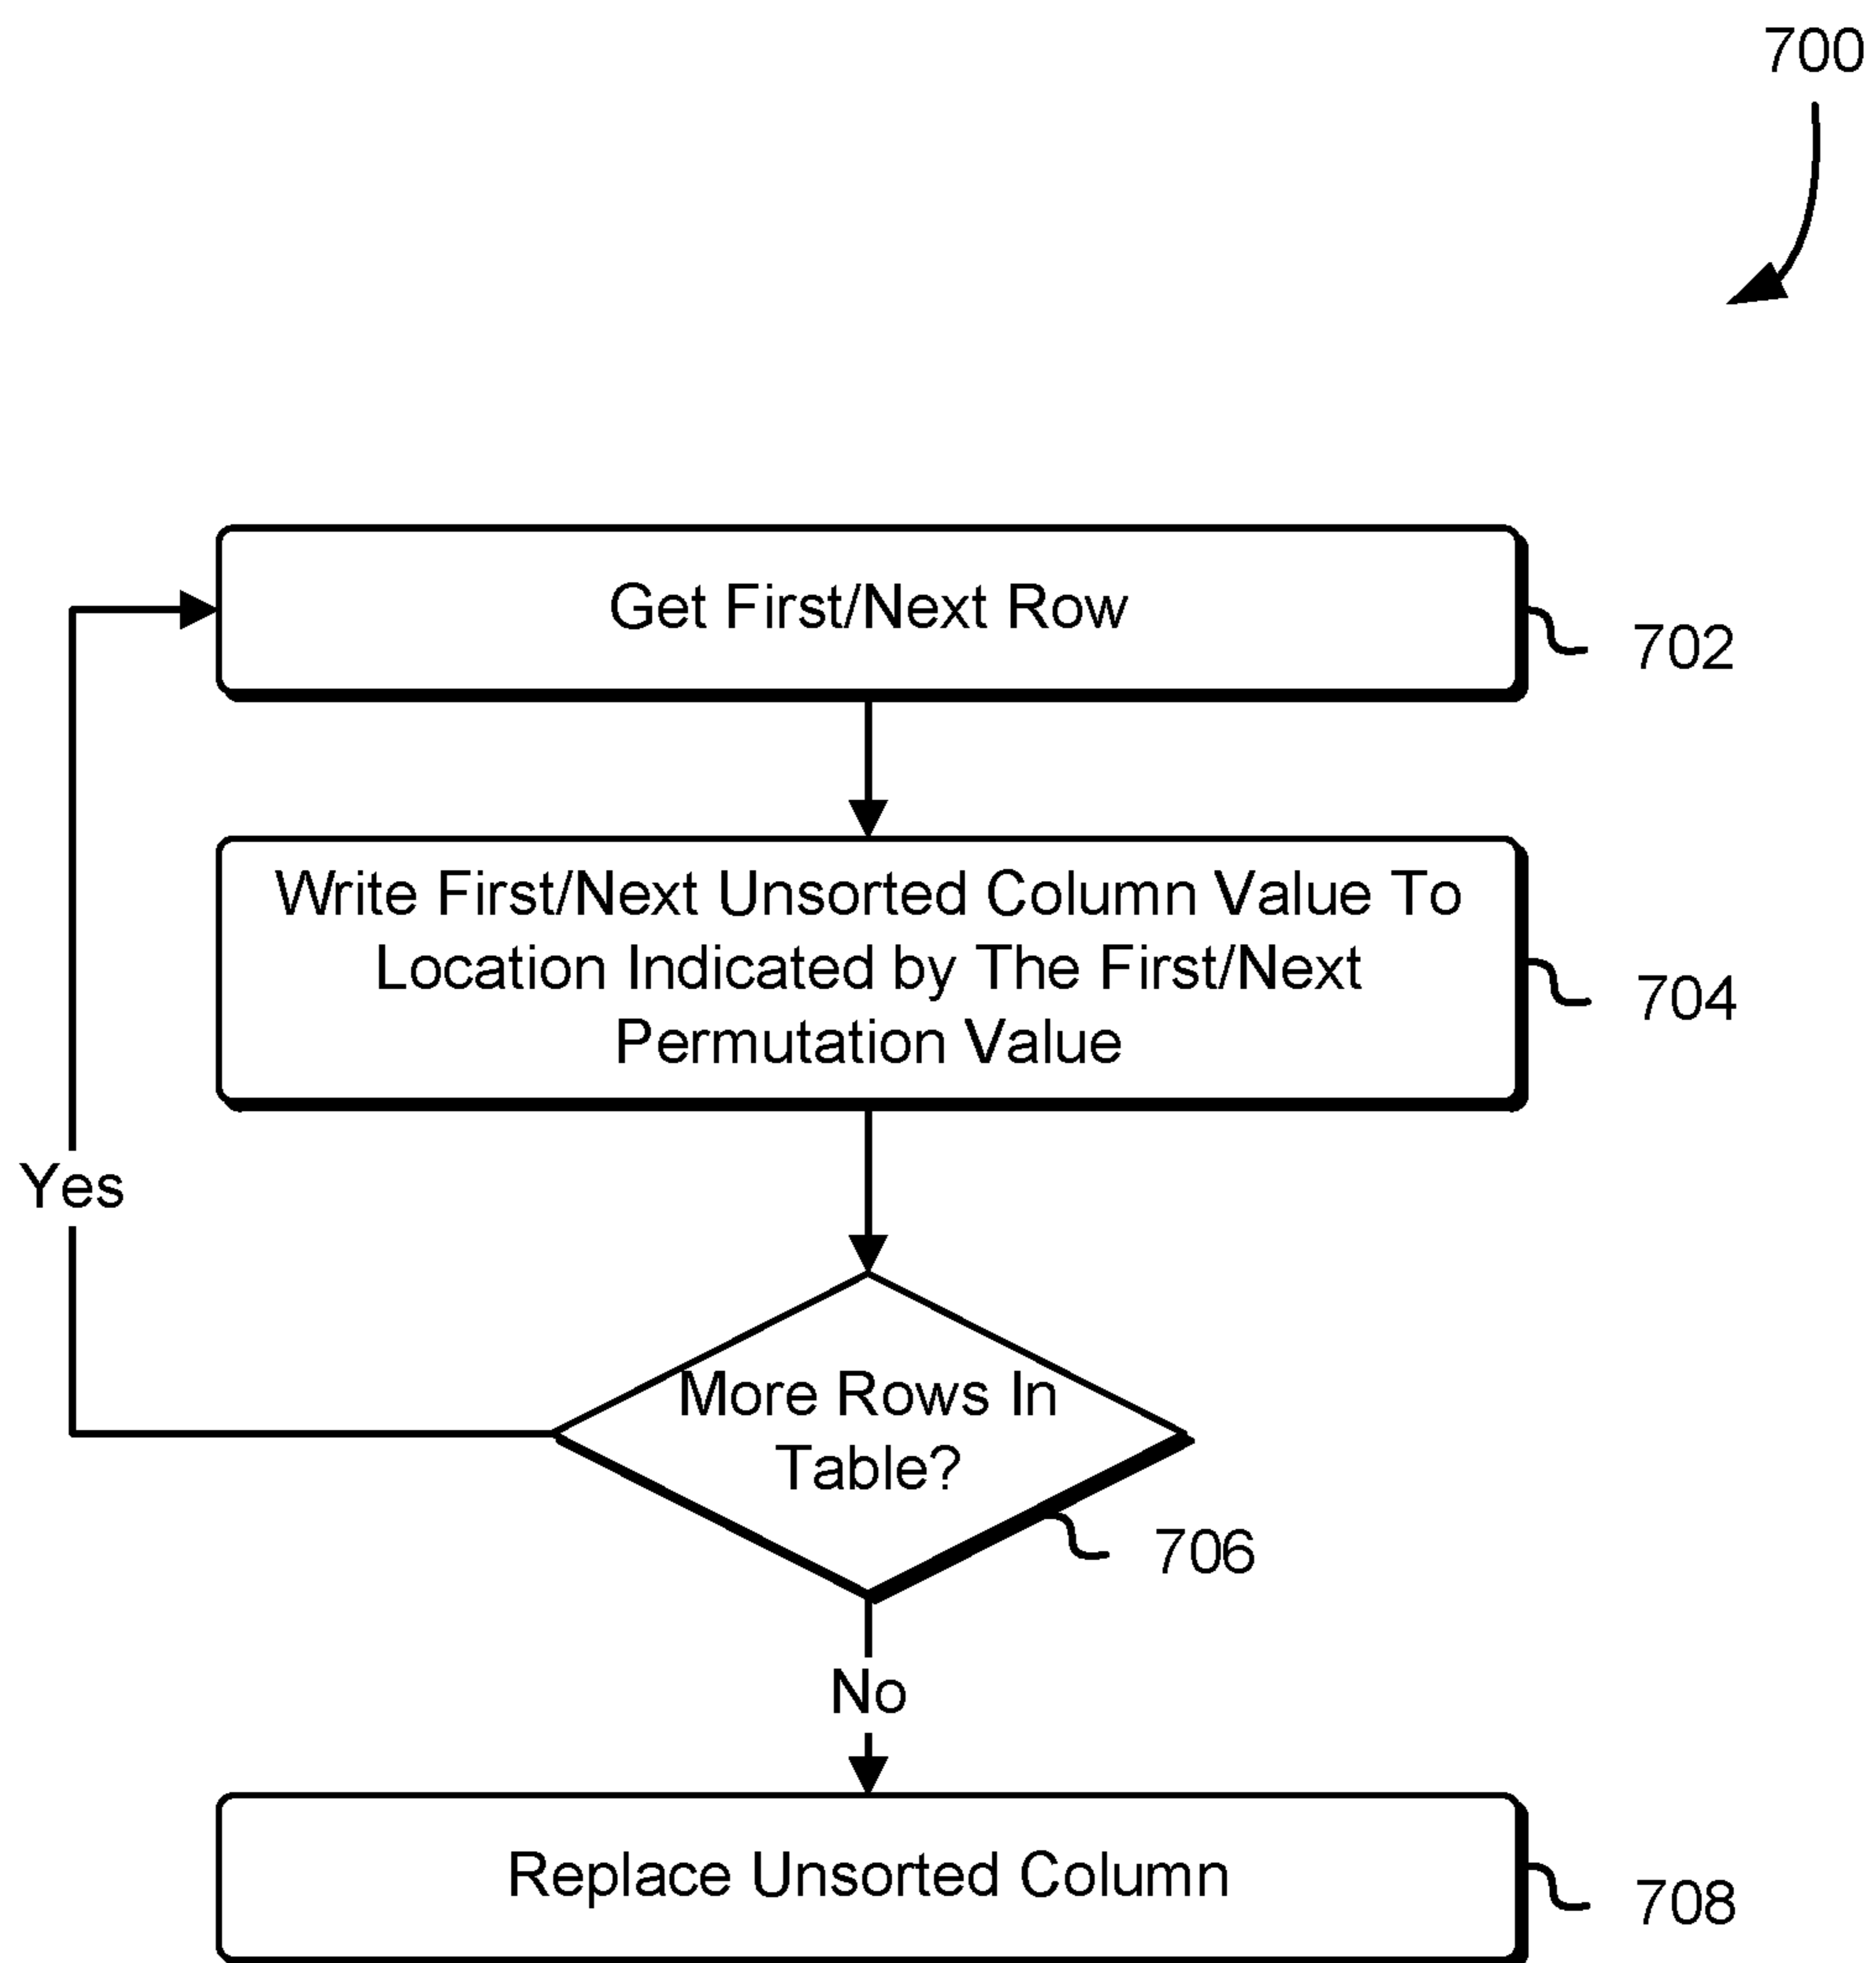 700
Get First/Next Row
702
Write First/Next Unsorted Column Value To
Location Indicated by The First/Next
Permutation Value
704
Yes
More Rows In
Table?
706
No
Replace Unsorted Column
708